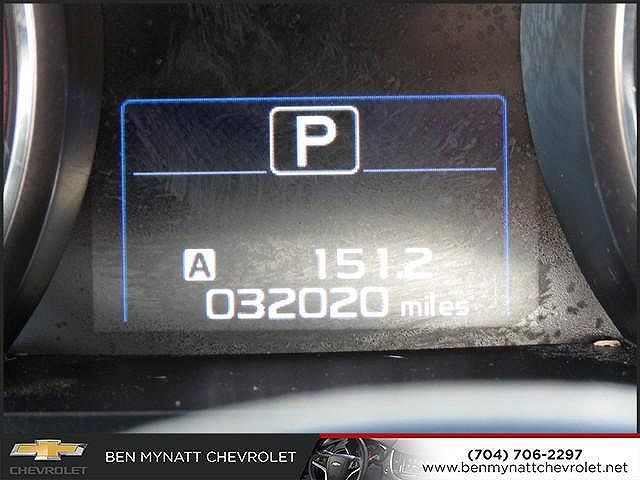 P
A 151.2
032020 miles
CHEVROLET
BEN MYNATT CHEVROLET
(704) 706-2297
www.benmynattchevrolet.net